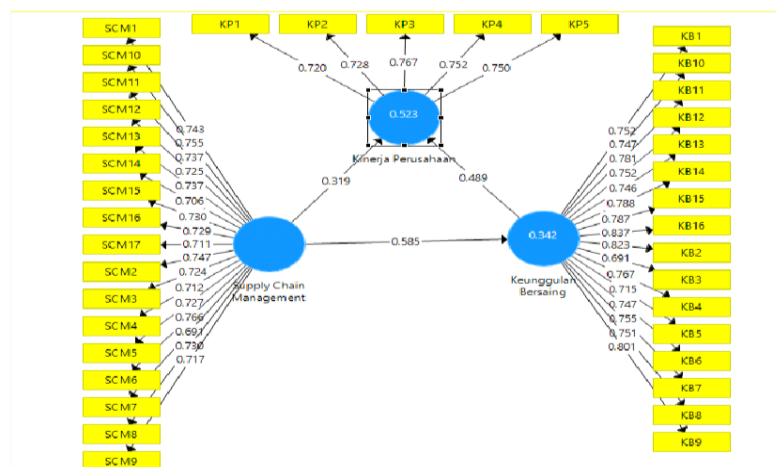 KP1 KP2 KP3 KP4 KP5
0.720 0.728 0.767 0.752 0.750
0.523
Kinerja Perusahaan
0.319
0.489
0.585
SCM1
SCM10
SCM11
SCM12
SCM13
SCM14
SCM15
SCM16
SCM17
SCM2
SCM3
SCM4
SCM5
SCM6
SCM7
SCM8
SCM9
0.743
0.755
0.737
0.725
0.737
0.706
0.730
0.729
0.711
0.747
0.724
0.712
0.727
0.766
0.691
0.730
0.717
Supply Chain
Management
0.342
Keunggulan
Bersaing
0.752
0.747
0.781
0.752
0.746
0.788
0.787
0.837
0.823
0.691
0.767
0.715
0.747
0.755
0.751
0.801
KB1
KB10
KB11
KB12
KB13
KB14
KB15
KB16
KB2
KB3
KB4
KB5
KB6
KB7
KB8
KB9